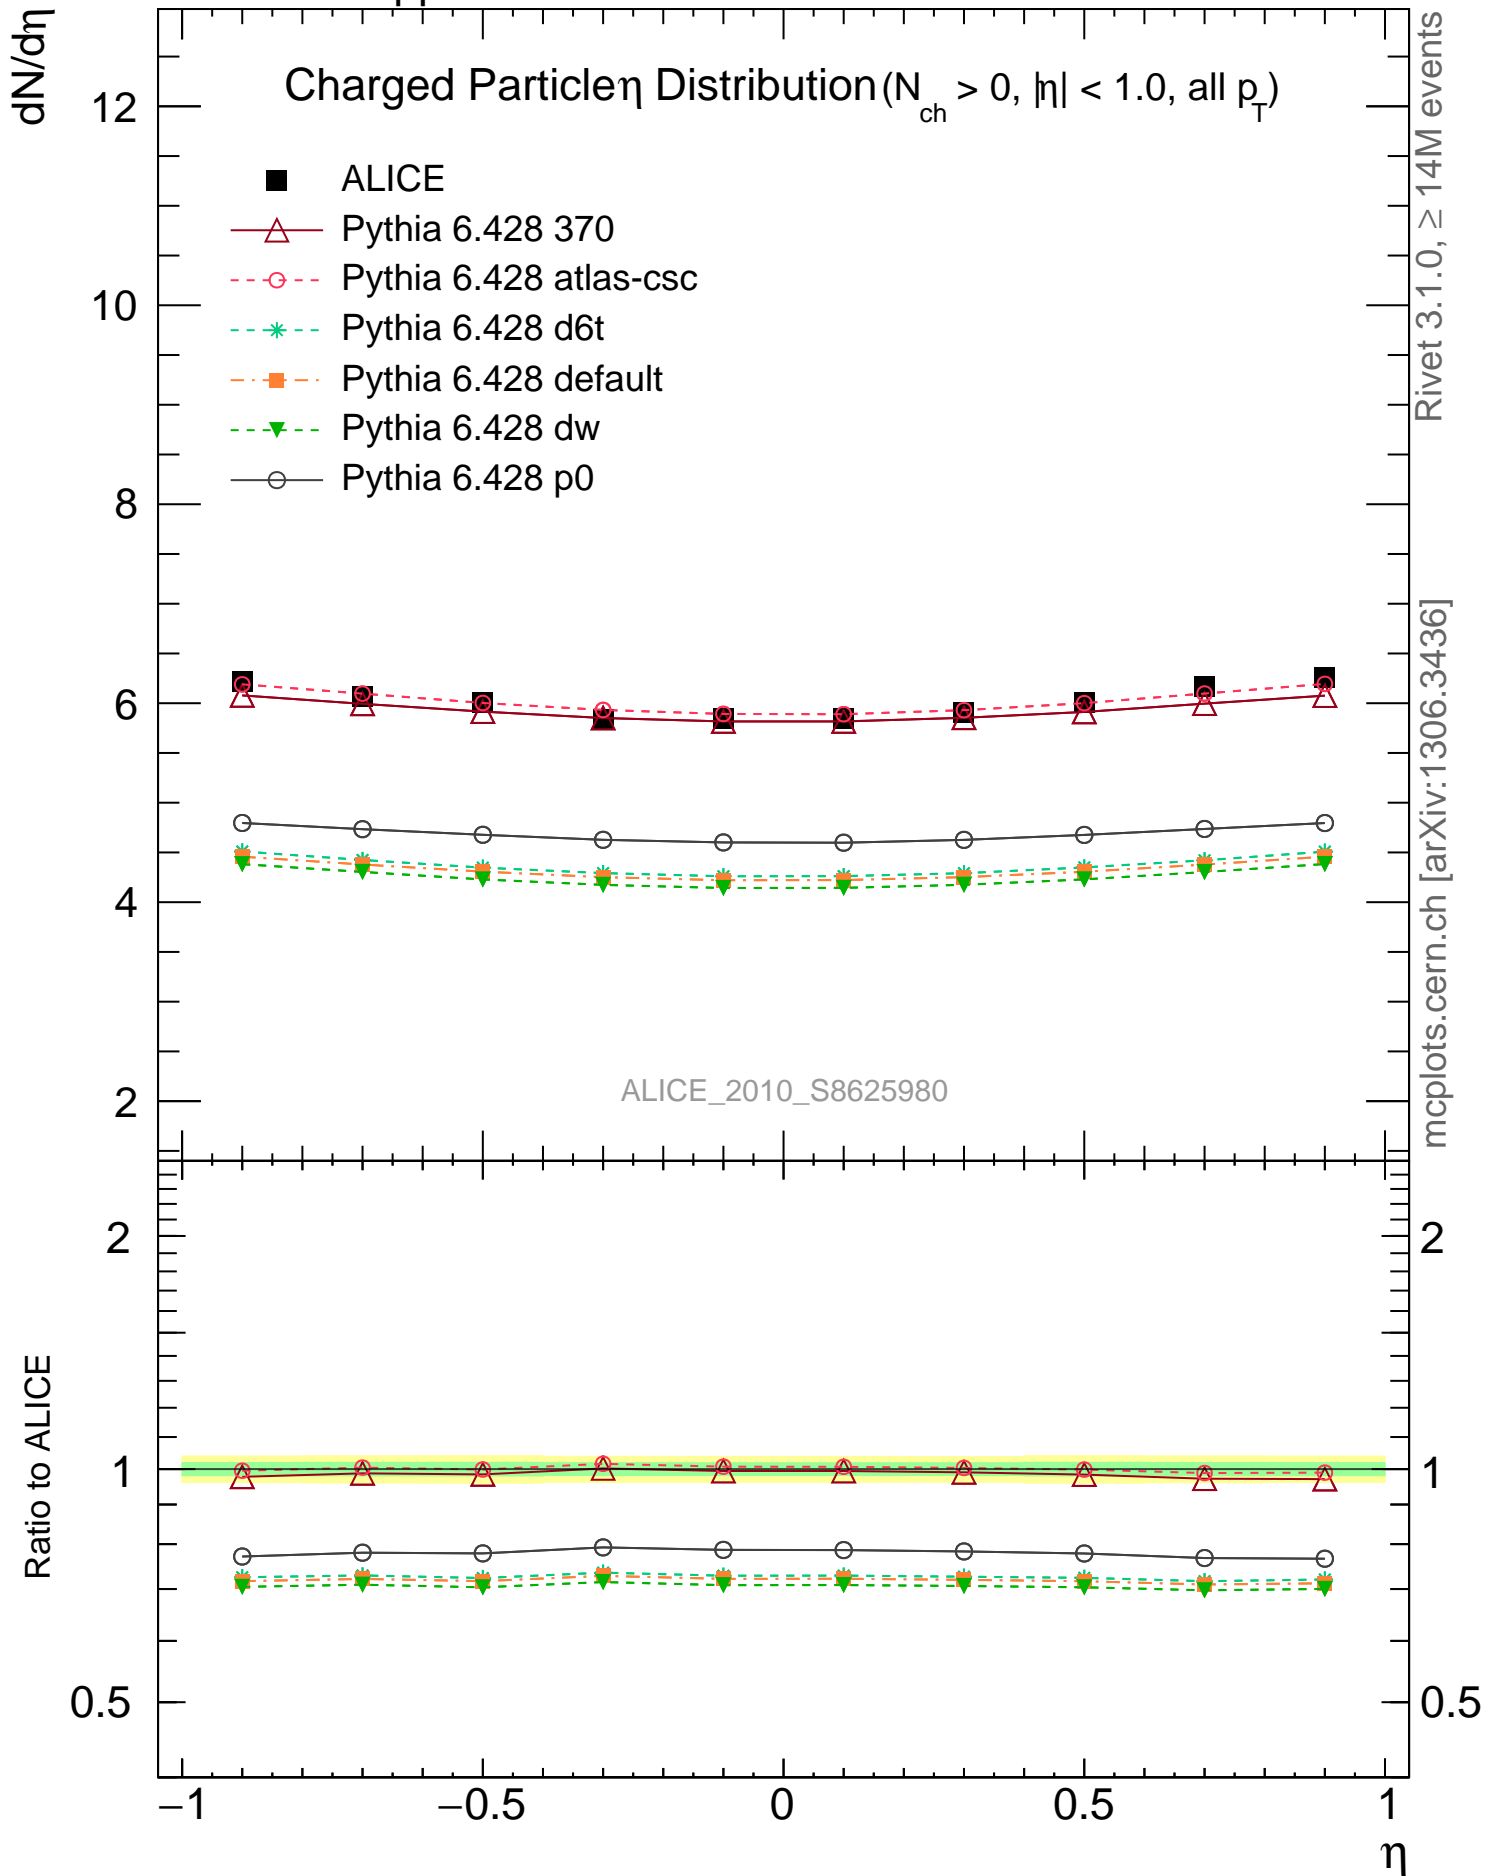 dN/dη
Charged Particle η Distribution (N_ch > 0, |η| < 1.0, all p_T)
ALICE
Pythia 6.428 370
Pythia 6.428 atlas-csc
Pythia 6.428 d6t
Pythia 6.428 default
Pythia 6.428 dw
Pythia 6.428 p0
12
10
8
6
4
2
ALICE_2010_S8625980
Rivet 3.1.0, ≥ 14M events
mcplots.cern.ch [arXiv:1306.3436]
Ratio to ALICE
2
1
0.5
2
1
0.5
−1
−0.5
0
0.5
1
η